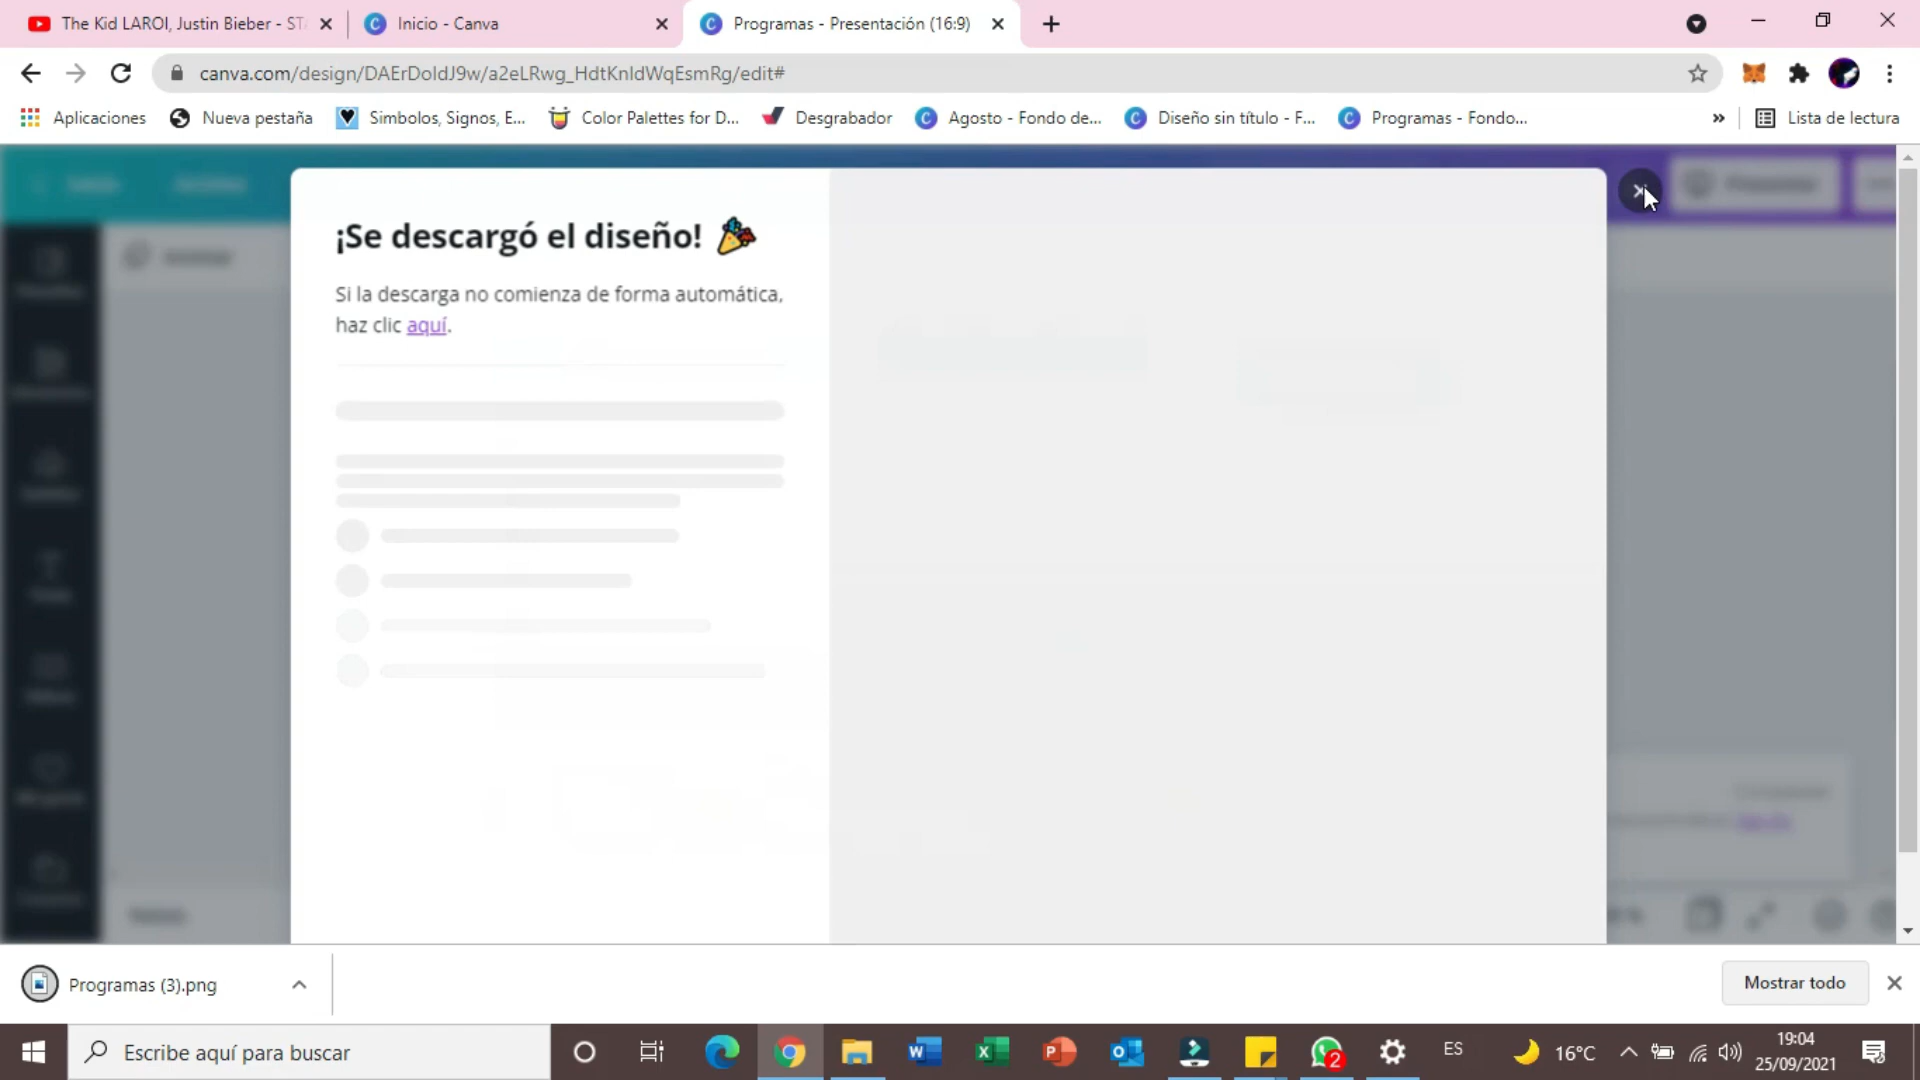 The Kid LAROI, Justin Bieber - ST
Inicio - Canva
Programas - Presentación (16:9)
canva.com/design/DAErDoIdJ9w/a2eLRwg_HdtKnIdWqEsmRg/edit#
Aplicaciones
Nueva pestaña
Simbolos, Signos, E...
Color Palettes for D...
Desgrabador
Agosto - Fondo de...
Diseño sin título - F...
Programas - Fondo...
»
Lista de lectura
¡Se descargó el diseño!
Si la descarga no comienza de forma automática,
haz clic aquí.
Programas (3).png
Mostrar todo
Escribe aquí para buscar
2
ES
16°C
19:04
25/09/2021